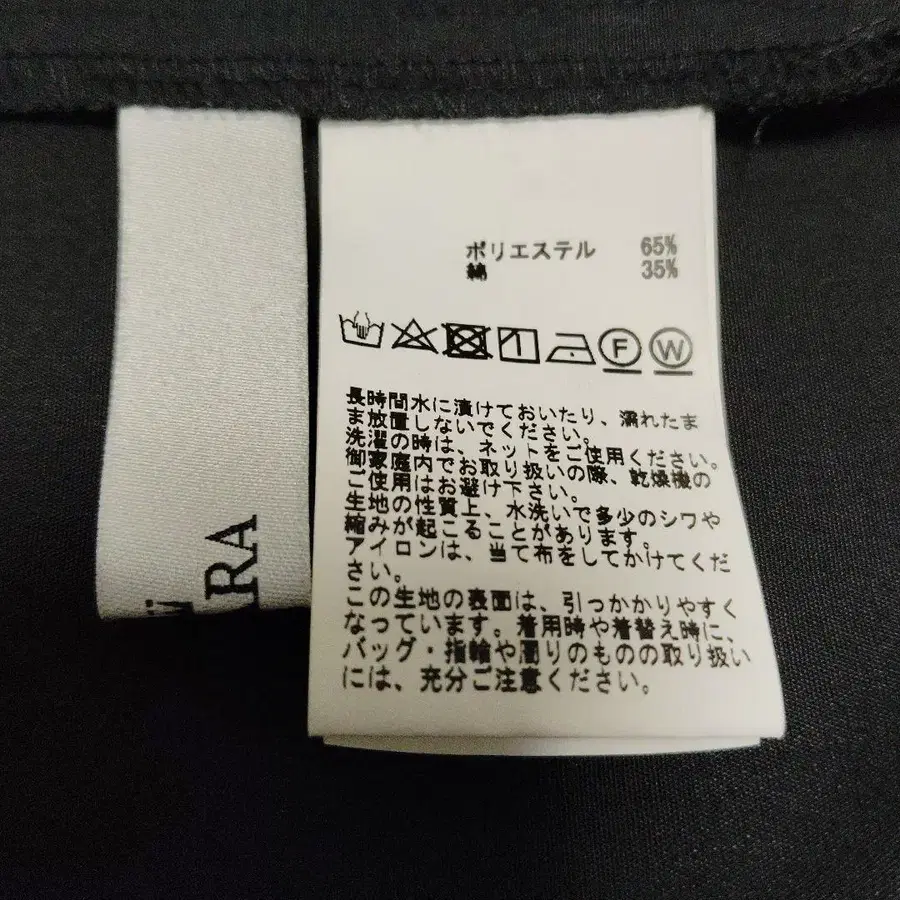 ポリエステル 65%
綿 35%
F W
長時間水に漬けておいたり、濡れたま
ま放置しないでください。
洗濯の時は、ネットをご使用ください。
御家庭内でお取り扱いの際、乾燥機の
ご使用はお避け下さい。
生地の性質上、水洗いで多少のシワや
縮みが起こることがあります。
アイロンは、当て布をしてかけてくだ
さい。
この生地の表面は、引っかかりやすく
なっています。着用時や着替え時に、
バッグ・指輪や周りのものの取り扱い
には、充分ご注意ください。
ARA